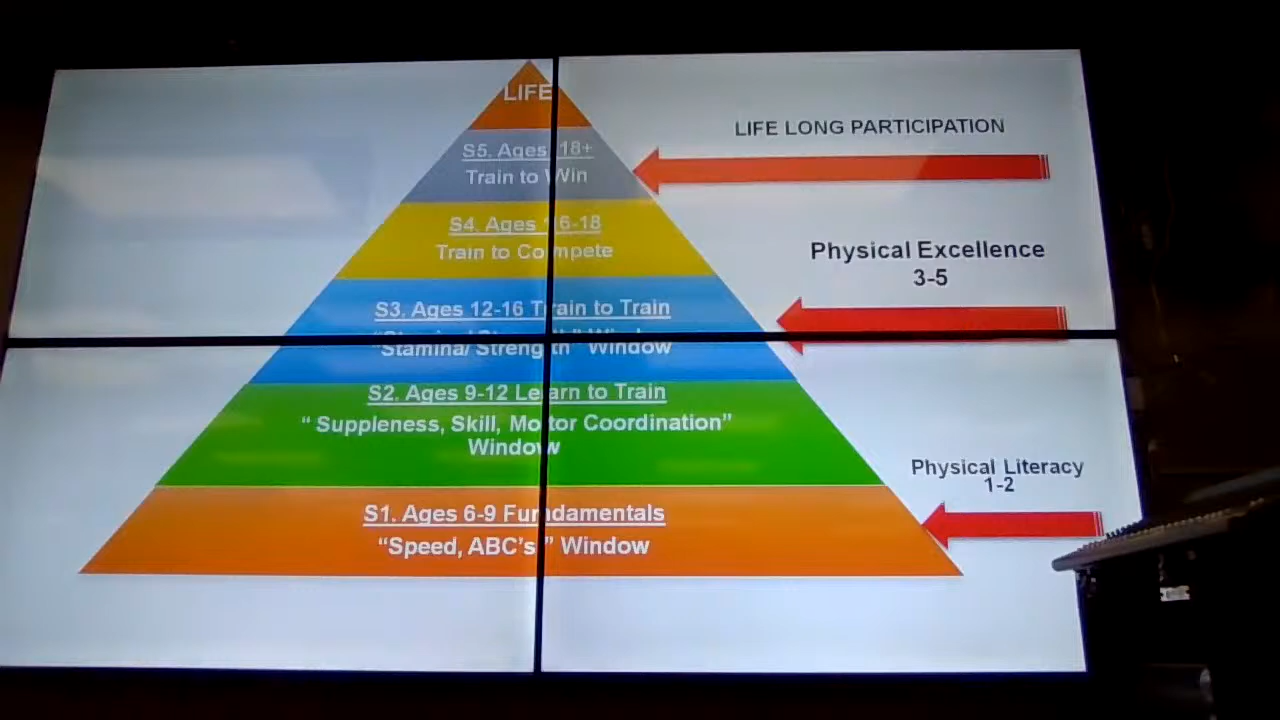 LIFE
S5. Ages 18+
Train to Win
LIFE LONG PARTICIPATION
S4. Ages 16-18
Train to Compete
Physical Excellence
3-5
S3. Ages 12-16 Train to Train
“Stamina/ Strength” Window
S2. Ages 9-12 Learn to Train
“ Suppleness, Skill, Motor Coordination”
Window
Physical Literacy
1-2
S1. Ages 6-9 Fundamentals
“Speed, ABC’s ” Window